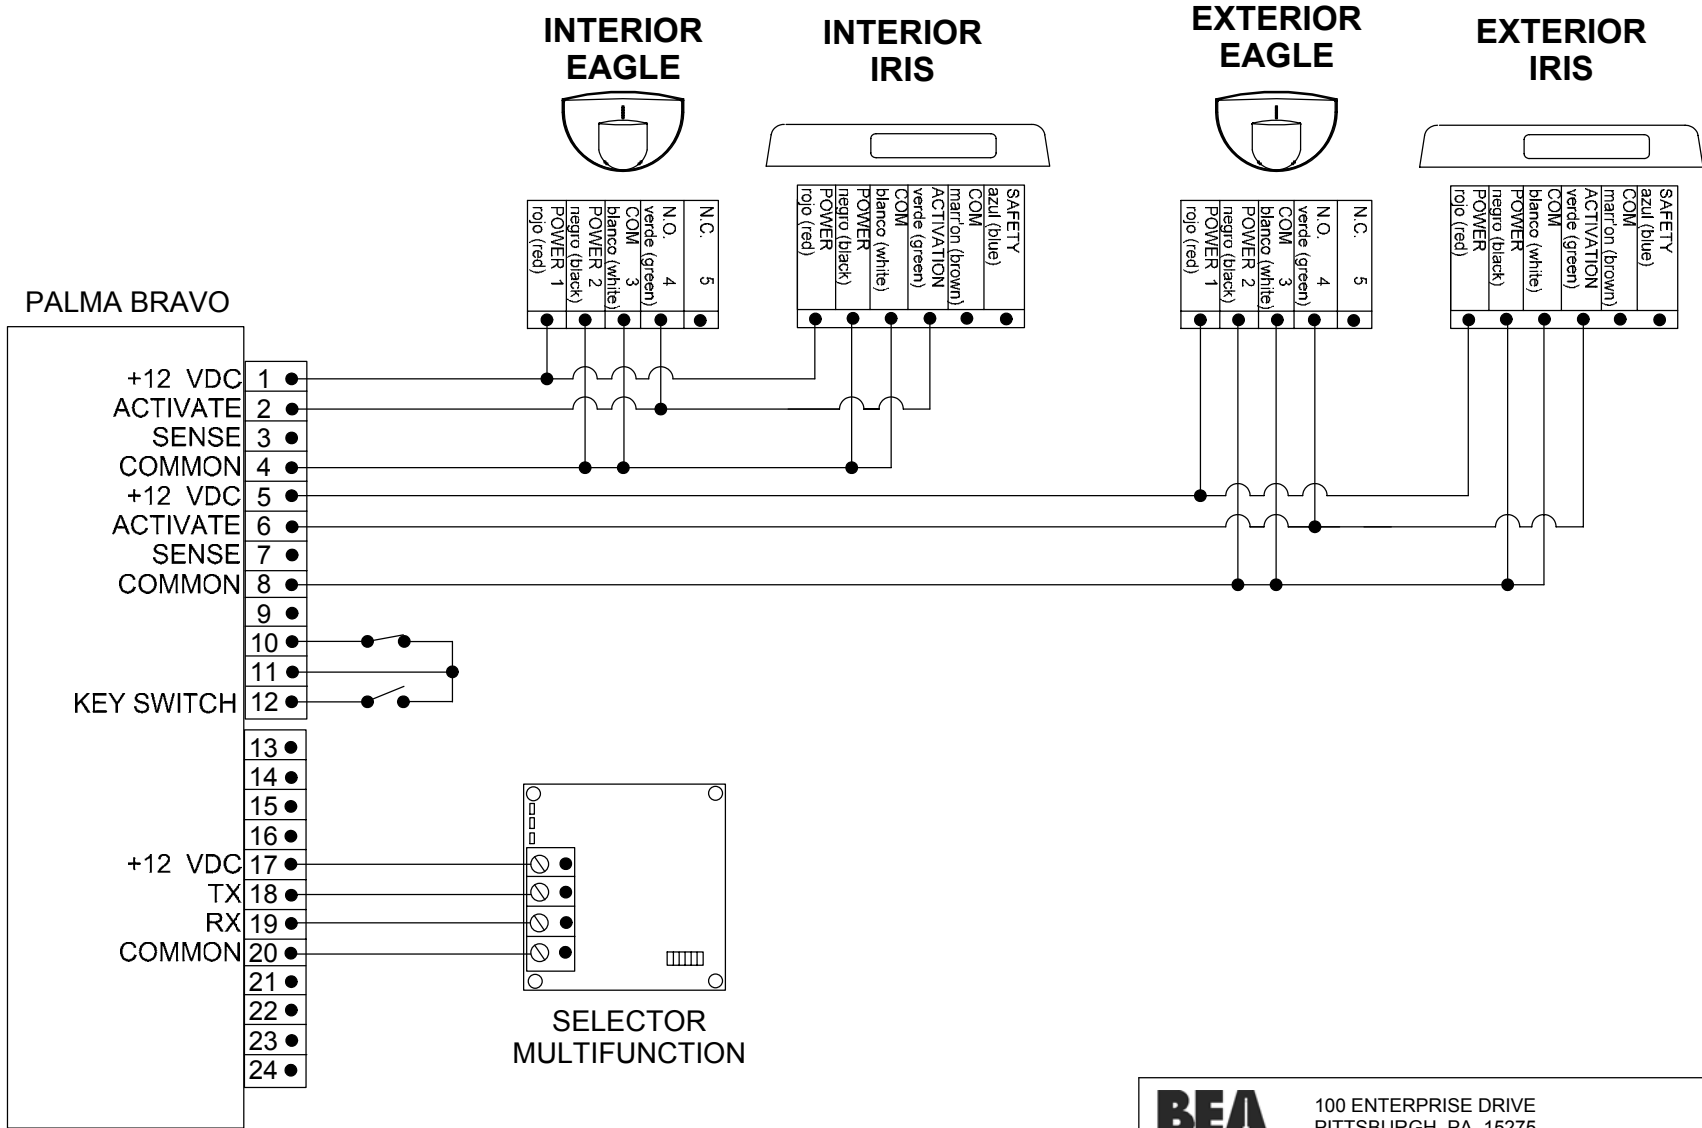 INTERIOR
EAGLE
INTERIOR
IRIS
EXTERIOR
EAGLE
EXTERIOR
IRIS
N.C. 5
N.O. 4
verde (green)
COM 3
blanco (white)
POWER 2
negro (black)
POWER 1
rojo (red)
SAFETY
azul (blue)
COM
marr'on (brown)
ACTIVATION
verde (green)
COM
blanco (white)
POWER
negro (black)
POWER
rojo (red)
N.C. 5
N.O. 4
verde (green)
COM 3
blanco (white)
POWER 2
negro (black)
POWER 1
rojo (red)
SAFETY
azul (blue)
COM
marr'on (brown)
ACTIVATION
verde (green)
COM
blanco (white)
POWER
negro (black)
POWER
rojo (red)
PALMA BRAVO
+12 VDC 1
ACTIVATE 2
SENSE 3
COMMON 4
+12 VDC 5
ACTIVATE 6
SENSE 7
COMMON 8
9
10
11
KEY SWITCH 12
13
14
15
16
+12 VDC 17
TX 18
RX 19
COMMON 20
21
22
23
24
SELECTOR
MULTIFUNCTION
BEA
100 ENTERPRISE DRIVE
PITTSBURGH, PA 15275